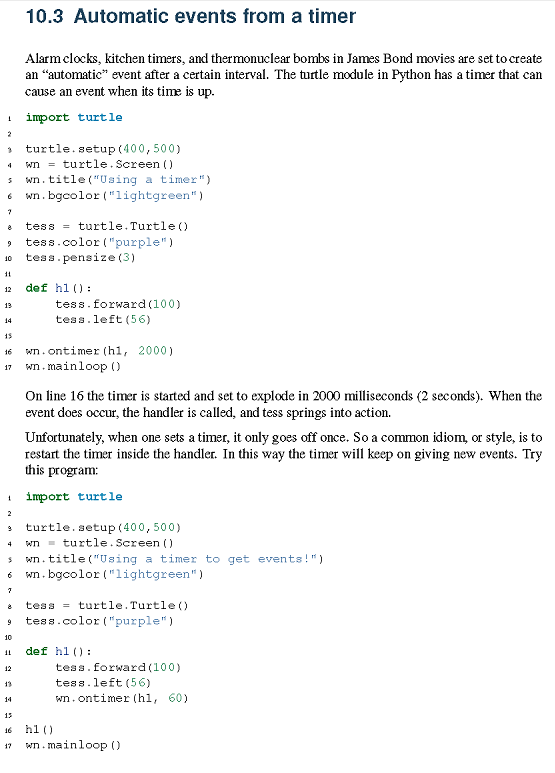 10.3 Automatic events from a timer
Alarm clocks, kitchen timers, and thermonuclear bombs in James Bond movies are set to create
an “automatic” event after a certain interval. The turtle module in Python has a timer that can
cause an event when its time is up.
1 import turtle
2
3 turtle.setup(400,500)
4 wn = turtle.Screen()
5 wn.title("Using a timer")
6 wn.bgcolor("lightgreen")
7
8 tess = turtle.Turtle()
9 tess.color("purple")
10 tess.pensize(3)
11
12 def h1():
13     tess.forward(100)
14     tess.left(56)
15
16 wn.ontimer(h1, 2000)
17 wn.mainloop()
On line 16 the timer is started and set to explode in 2000 milliseconds (2 seconds). When the
event does occur, the handler is called, and tess springs into action.
Unfortunately, when one sets a timer, it only goes off once. So a common idiom, or style, is to
restart the timer inside the handler. In this way the timer will keep on giving new events. Try
this program:
1 import turtle
2
3 turtle.setup(400,500)
4 wn = turtle.Screen()
5 wn.title("Using a timer to get events!")
6 wn.bgcolor("lightgreen")
7
8 tess = turtle.Turtle()
9 tess.color("purple")
10
11 def h1():
12     tess.forward(100)
13     tess.left(56)
14     wn.ontimer(h1, 60)
15
16 h1()
17 wn.mainloop()